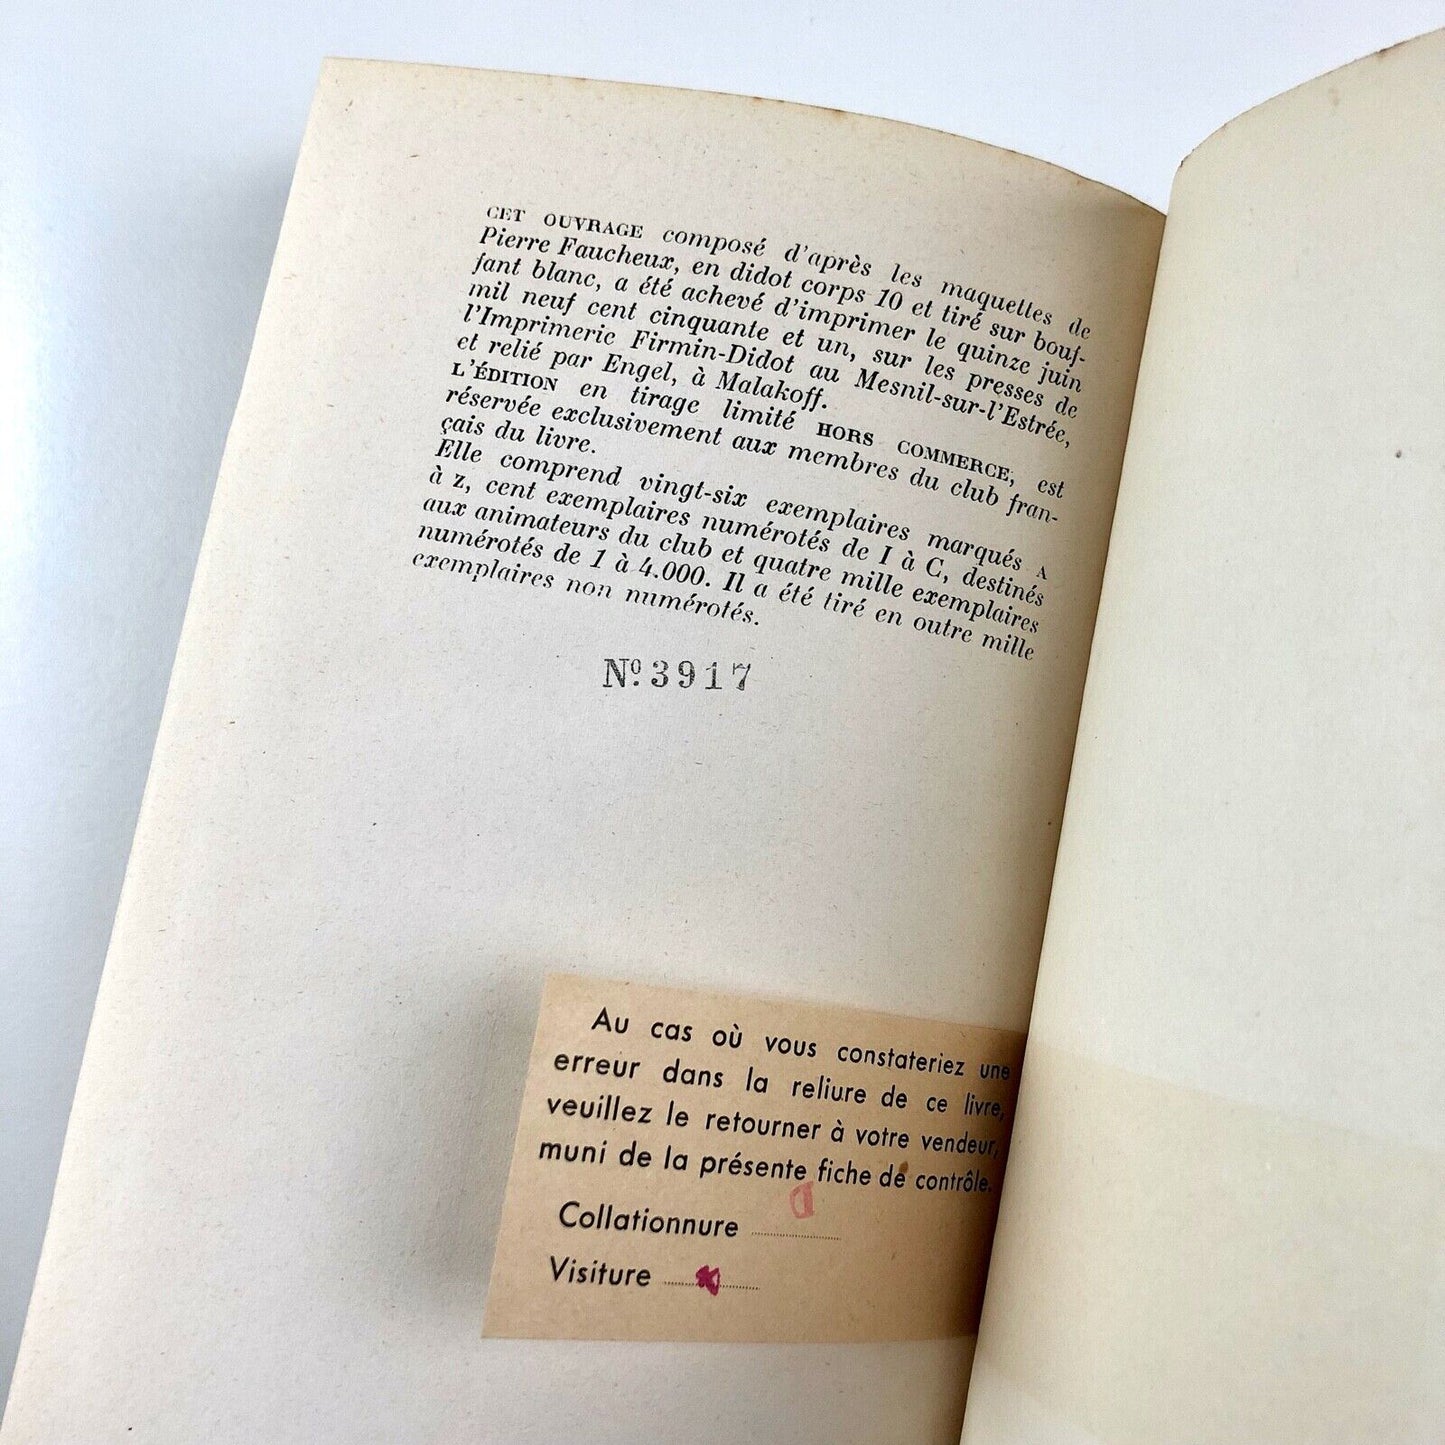 CET OUVRAGE composé d'après les maquettes de
Pierre Faucheux, en didot corps 10 et tiré sur bouf-
fant blanc, a été achevé d'imprimer le quinze juin
mil neuf cent cinquante et un, sur les presses de
l'Imprimerie Firmin-Didot au Mesnil-sur-l'Estrée,
et relié par Engel, à Malakoff.
L'ÉDITION en tirage limité HORS COMMERCE, est
réservée exclusivement aux membres du club fran-
çais du livre.
Elle comprend vingt-six exemplaires marqués A
à Z, cent exemplaires numérotés de I à C, destinés
aux animateurs du club et quatre mille exemplaires
numérotés de 1 à 4.000. Il a été tiré en outre mille
exemplaires non numérotés.
Nº 3917
Au cas où vous constateriez une
erreur dans la reliure de ce livre,
veuillez le retourner à votre vendeur,
muni de la présente fiche de contrôle.
Collationnure D
Visiture